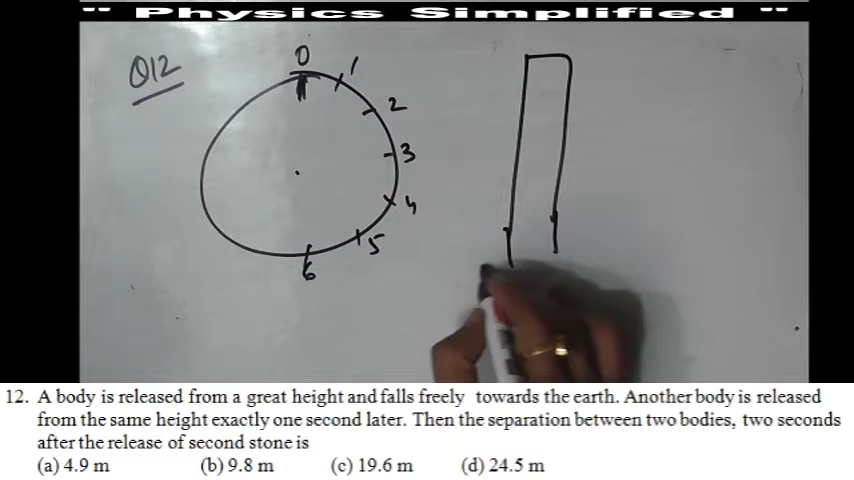 " Physics Simplified "
Q12
0
1
2
3
4
5
6
12. A body is released from a great height and falls freely towards the earth. Another body is released
from the same height exactly one second later. Then the separation between two bodies, two seconds
after the release of second stone is
(a) 4.9 m (b) 9.8 m (c) 19.6 m (d) 24.5 m